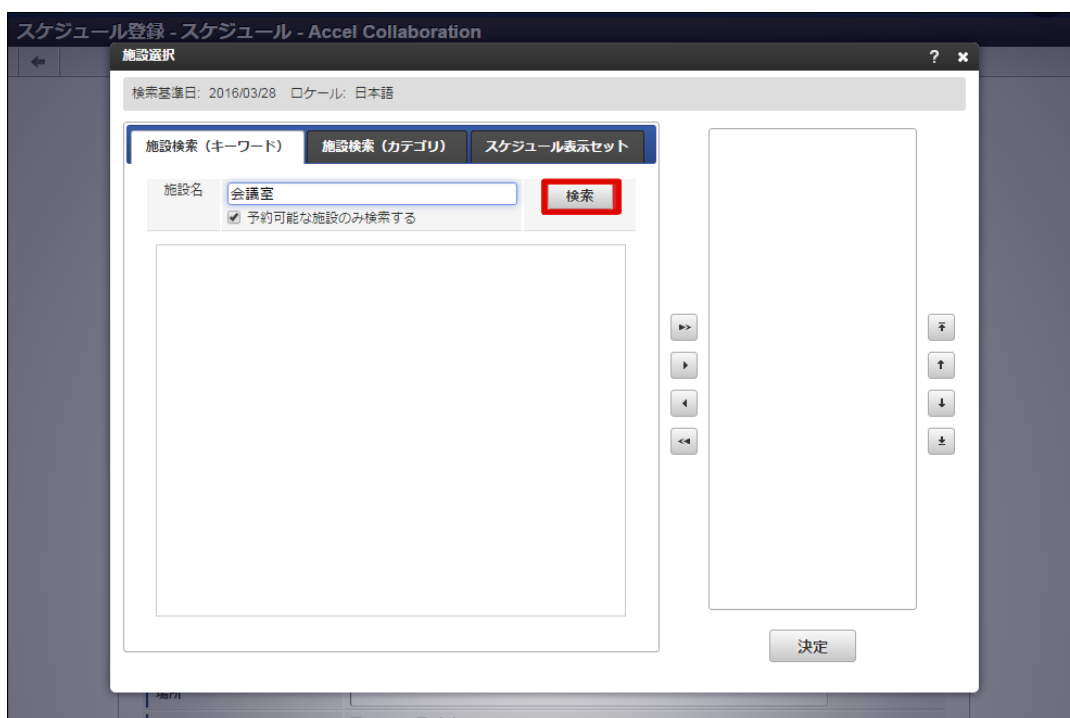 スケジュール登録 - スケジュール - Accel Collaboration
施設選択
検索基準日: 2016/03/28 ロケール: 日本語
施設検索（キーワード） 施設検索（カテゴリ） スケジュール表示セット
施設名 会議室 検索
予約可能な施設のみ検索する
決定
場所